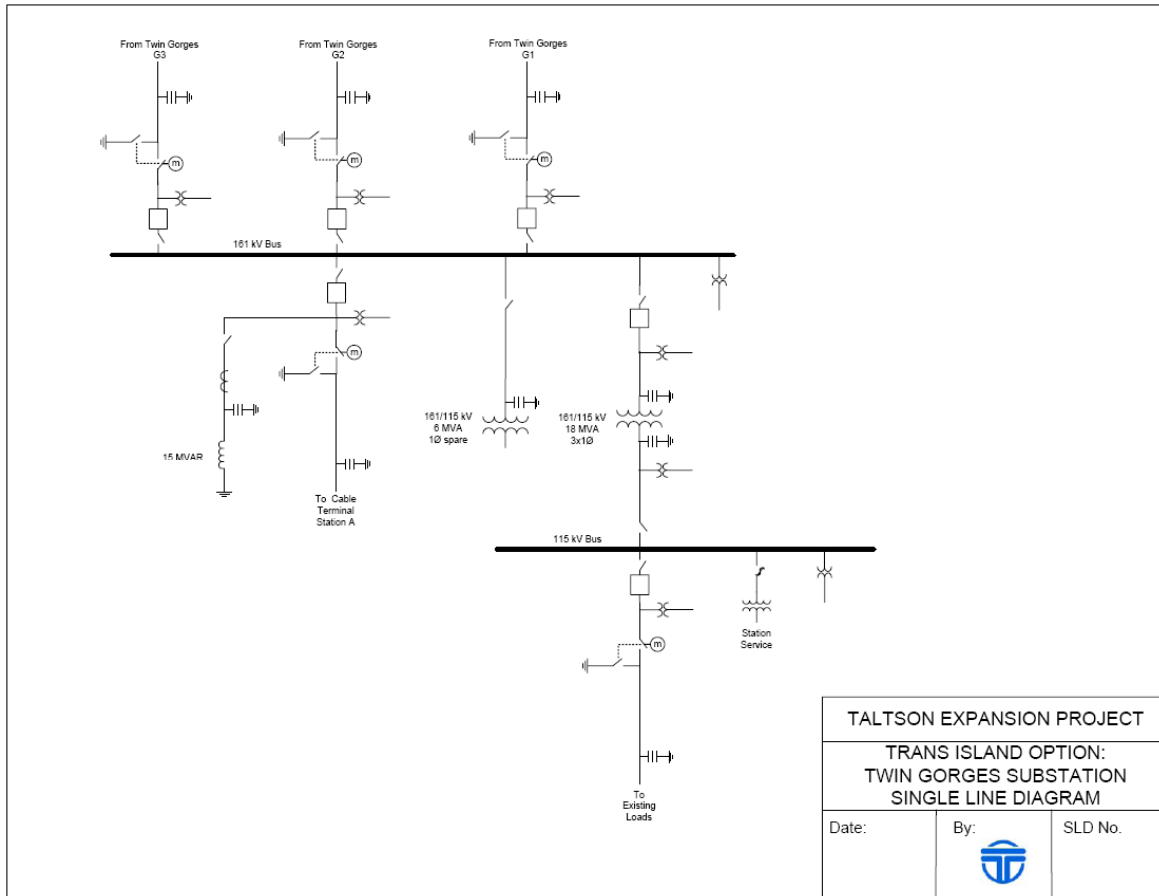 From Twin Gorges
G3
From Twin Gorges
G2
From Twin Gorges
G1
m
m
m
161 kV Bus
m
161/115 kV
6 MVA
1Ø spare
161/115 kV
18 MVA
3x1Ø
15 MVAR
To Cable
Terminal
Station A
115 kV Bus
m
Station
Service
To
Existing
Loads
TALTSON EXPANSION PROJECT
TRANS ISLAND OPTION:
TWIN GORGES SUBSTATION
SINGLE LINE DIAGRAM
Date:
By:
SLD No.